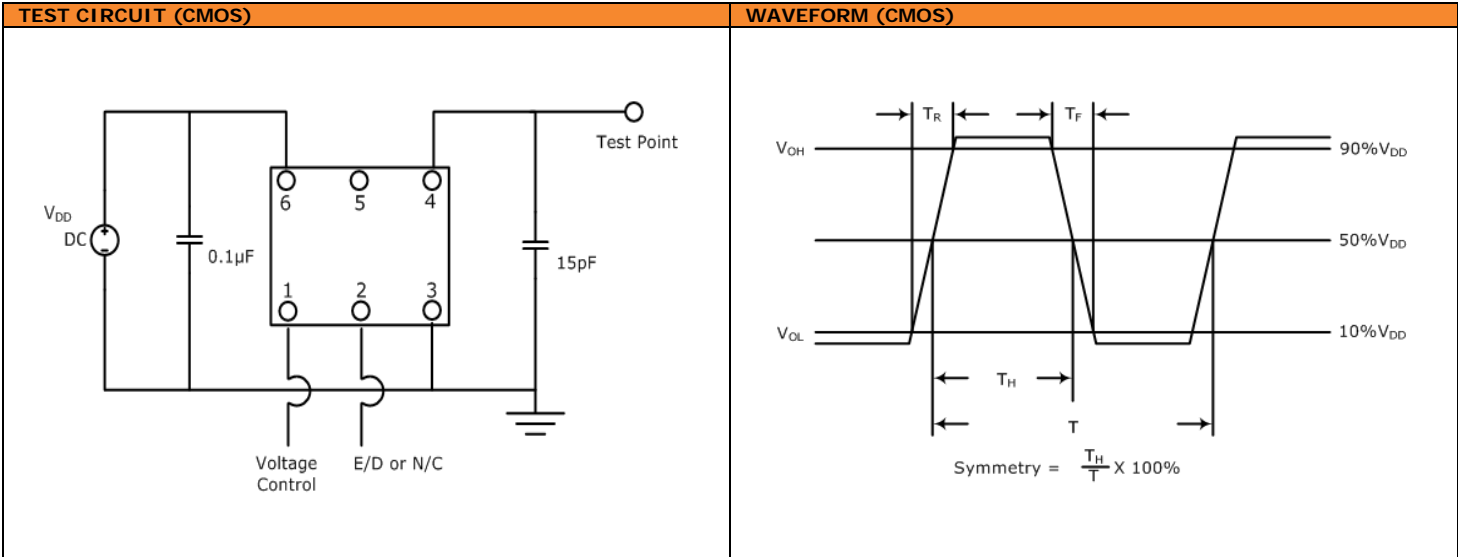 TEST CIRCUIT (CMOS)
Test Point
6 5 4
VDD
DC
+
-
0.1µF
15pF
1 2 3
Voltage
Control
E/D or N/C
WAVEFORM (CMOS)
TR TF
VOH
90%VDD
50%VDD
VOL
10%VDD
TH
T
Symmetry = TH/T X 100%